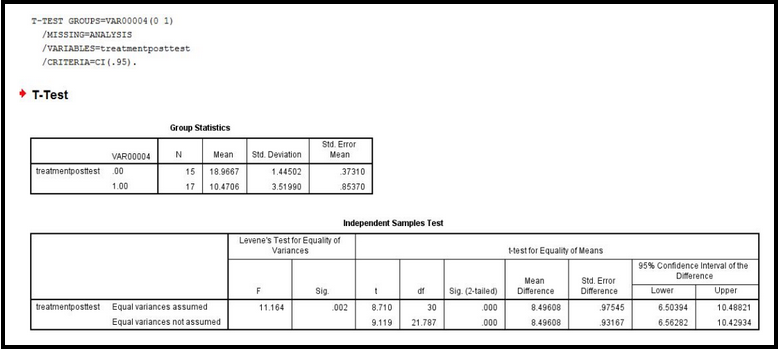 T-TEST GROUPS=VAR00004(0 1)
/MISSING=ANALYSIS
/VARIABLES=treatmentposttest
/CRITERIA=CI(.95).
T-Test
Group Statistics
VAR00004 N Mean Std. Deviation Std. Error Mean
treatmentposttest .00 15 18.9667 1.44502 .37310
1.00 17 10.4706 3.51990 .85370
Independent Samples Test
Levene's Test for Equality of Variances t-test for Equality of Means
95% Confidence Interval of the Difference
F Sig. t df Sig. (2-tailed) Mean Difference Std. Error Difference Lower Upper
treatmentposttest Equal variances assumed 11.164 .002 8.710 30 .000 8.49608 .97545 6.50394 10.48821
Equal variances not assumed 9.119 21.787 .000 8.49608 .93167 6.56282 10.42934